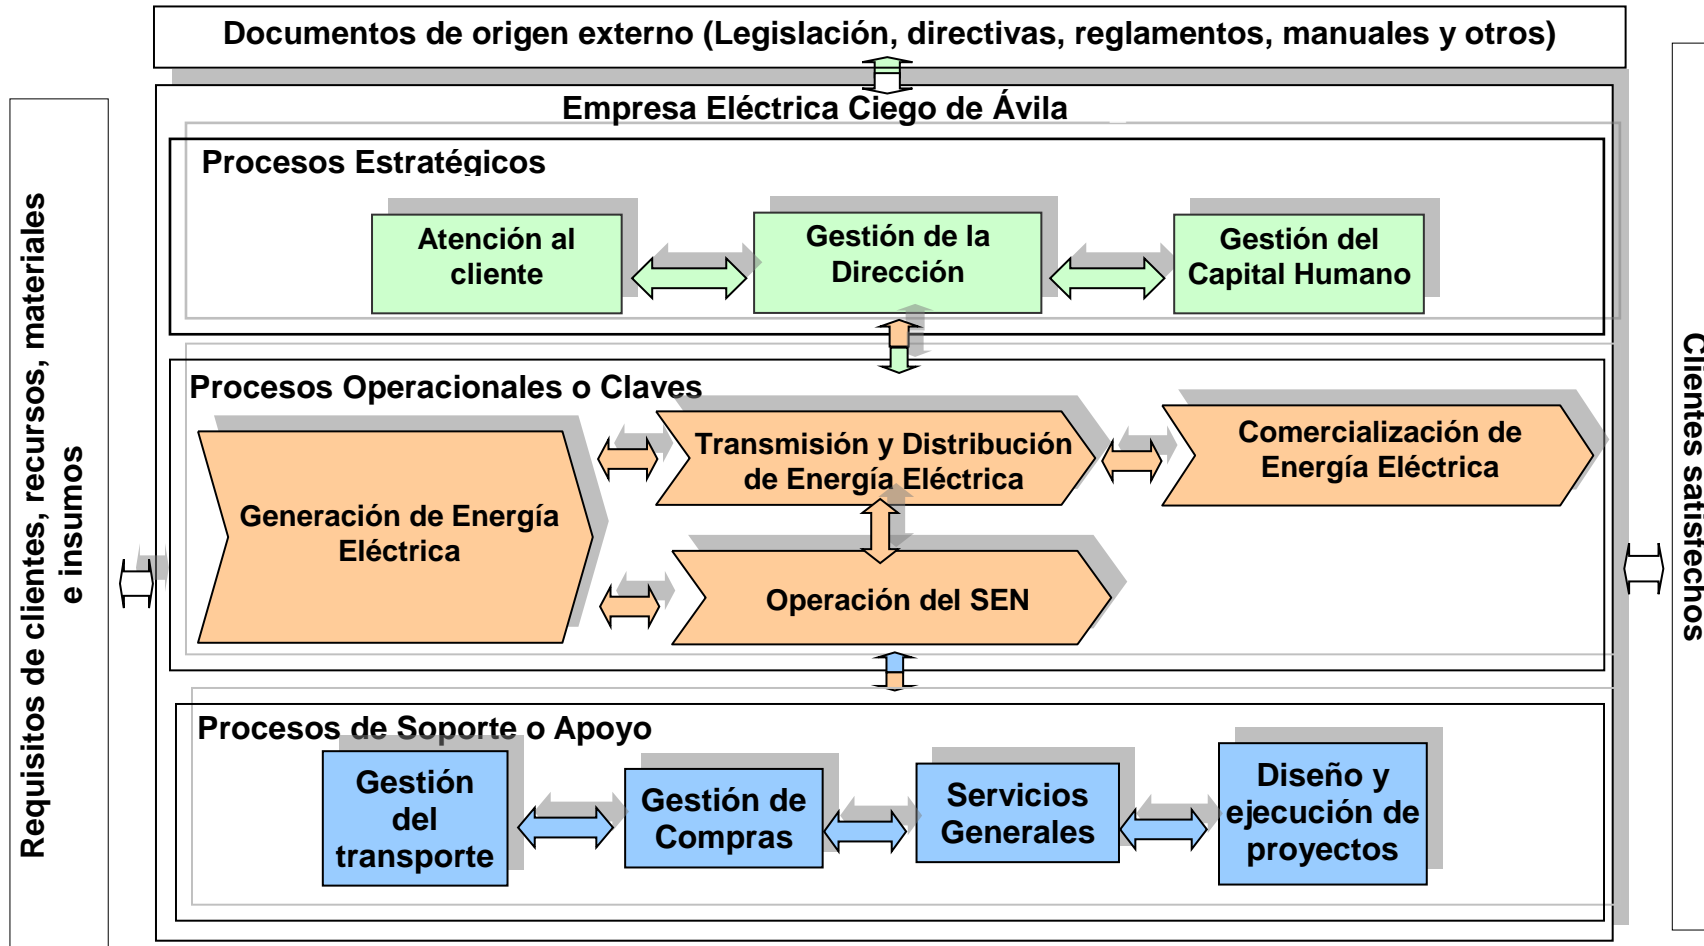 Documentos de origen externo (Legislación, directivas, reglamentos, manuales y otros)
Empresa Eléctrica Ciego de Ávila
Requisitos de clientes, recursos, materiales
e insumos
Procesos Estratégicos
Atención al
cliente
Gestión de la
Dirección
Gestión del
Capital Humano
Procesos Operacionales o Claves
Generación de Energía
Eléctrica
Transmisión y Distribución
de Energía Eléctrica
Comercialización de
Energía Eléctrica
Operación del SEN
Procesos de Soporte o Apoyo
Gestión
del
transporte
Gestión de
Compras
Servicios
Generales
Diseño y
ejecución de
proyectos
Clientes satisfechos